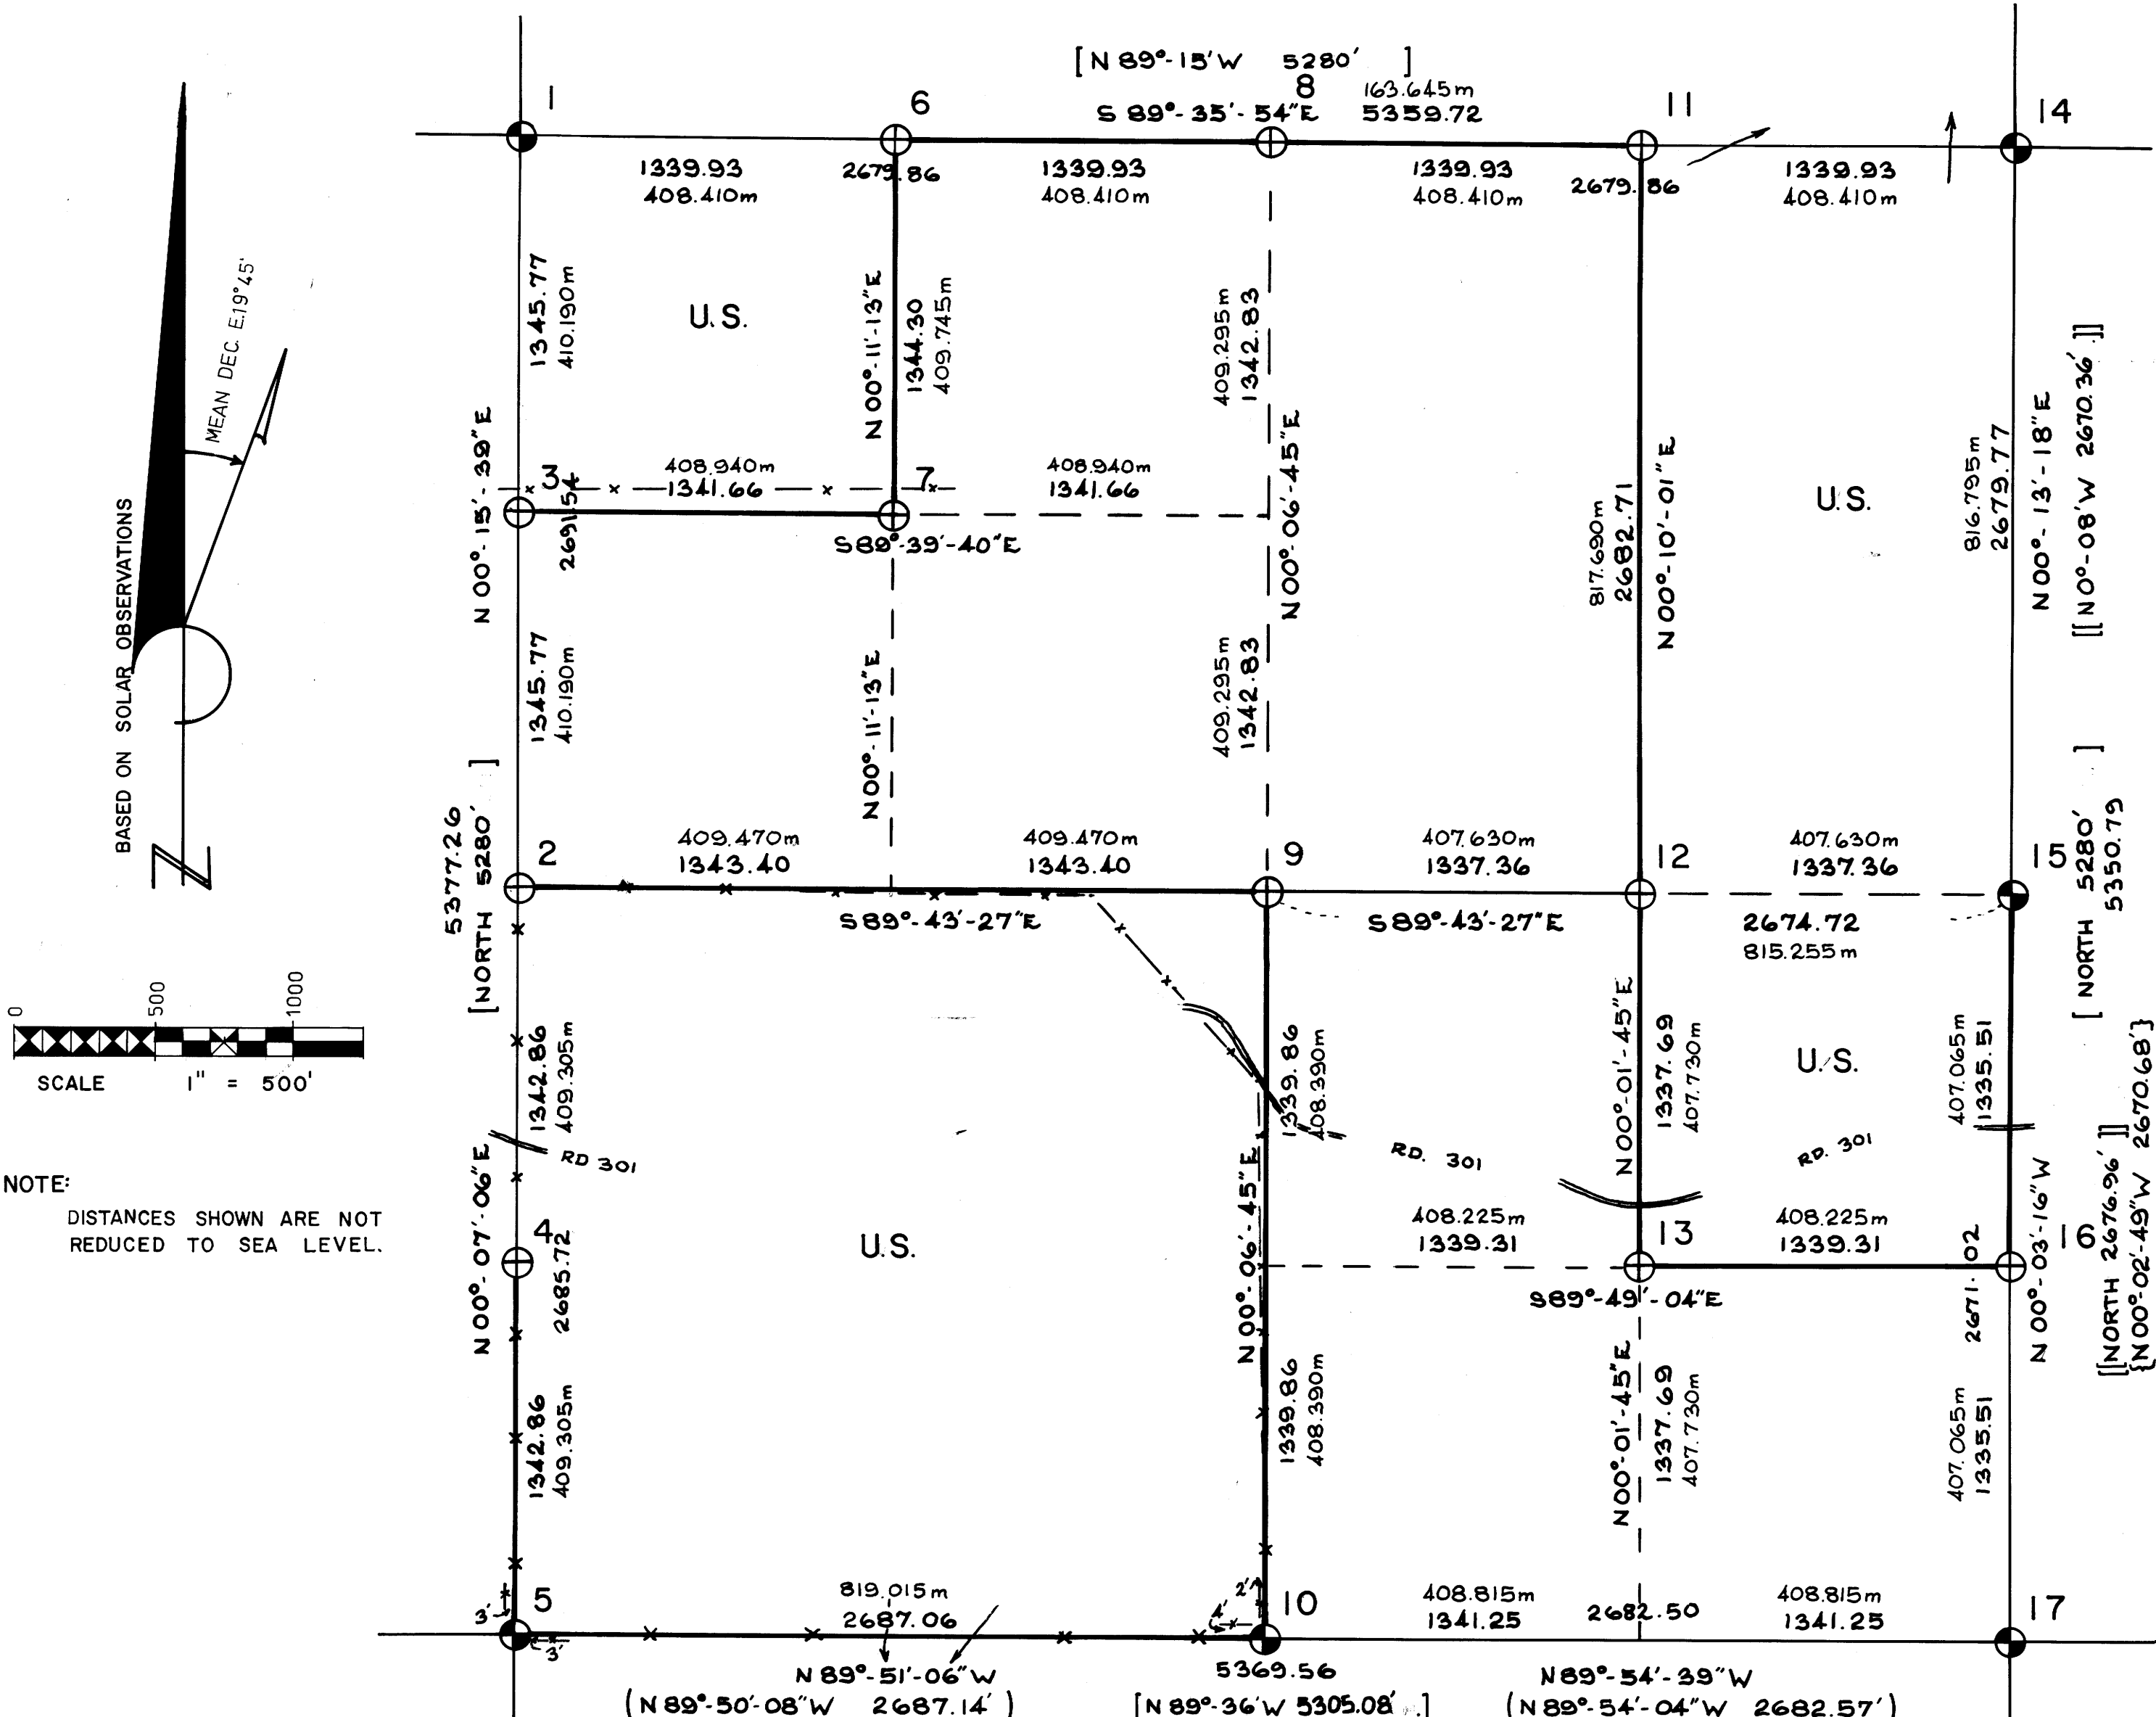 [N 89°-15'W 5280' ]
1
6
8
163.645m
11
14
S 89°-35'-54"E 5359.72
1339.93
2679.86
1339.93
1339.93
2679.86
1339.93
408.410m
408.410m
408.410m
408.410m
MEAN DEC. E.19°45'
BASED ON SOLAR OBSERVATIONS
N
1345.77
410.190m
U.S.
N 00°-11'-13"E
1344.30
409.745m
409.295m
1342.83
N 00°-15'-39"E
2691.54
3
408.940m
1341.66
7
408.940m
1341.66
S89°-39'-40"E
N00°-06'-45"E
817.690m
2682.71
N00°-10'-01"E
U.S.
816.795m
2679.77
N00°-13'-18"E
[[N0°-08'W 2670.36']]
1345.77
410.190m
N00°-11'-13"E
409.295m
1342.83
5377.26
[NORTH 5280' ]
2
409.470m
1343.40
409.470m
1343.40
9
407.630m
1337.36
12
407.630m
1337.36
15
S89°-43'-27"E
S89°-43'-27"E
2674.72
815.255m
[ NORTH 5280' ]
5350.79
0
500
1000
SCALE 1" = 500'
1342.86
409.305m
RD 301
1339.86
408.390m
RD. 301
N00°-01'-45"E
1337.69
407.730m
U.S.
RD. 301
407.065m
1335.51
NOTE:
DISTANCES SHOWN ARE NOT
REDUCED TO SEA LEVEL.
N00°-07'-06"E
4
2685.72
U.S.
N00°-06'-45"E
408.225m
1339.31
13
408.225m
1339.31
S89°-49'-04"E
2671.02
16
N00°-03'-16"W
[[NORTH 2676.96' ]]
{N00°-02'-49"W 2670.68'}
1342.86
409.305m
1339.86
408.390m
N00°-01'-45"E
1337.69
407.730m
407.065m
1335.51
3'
5
3'
819.015m
2687.06
4'
2'
10
408.815m
1341.25
2682.50
408.815m
1341.25
17
N 89°-51'-06"W
5369.56
N89°-54'-39"W
(N89°-50'-08"W 2687.14')
[N89°-36'W 5305.08' ]
(N89°-54'-04"W 2682.57')